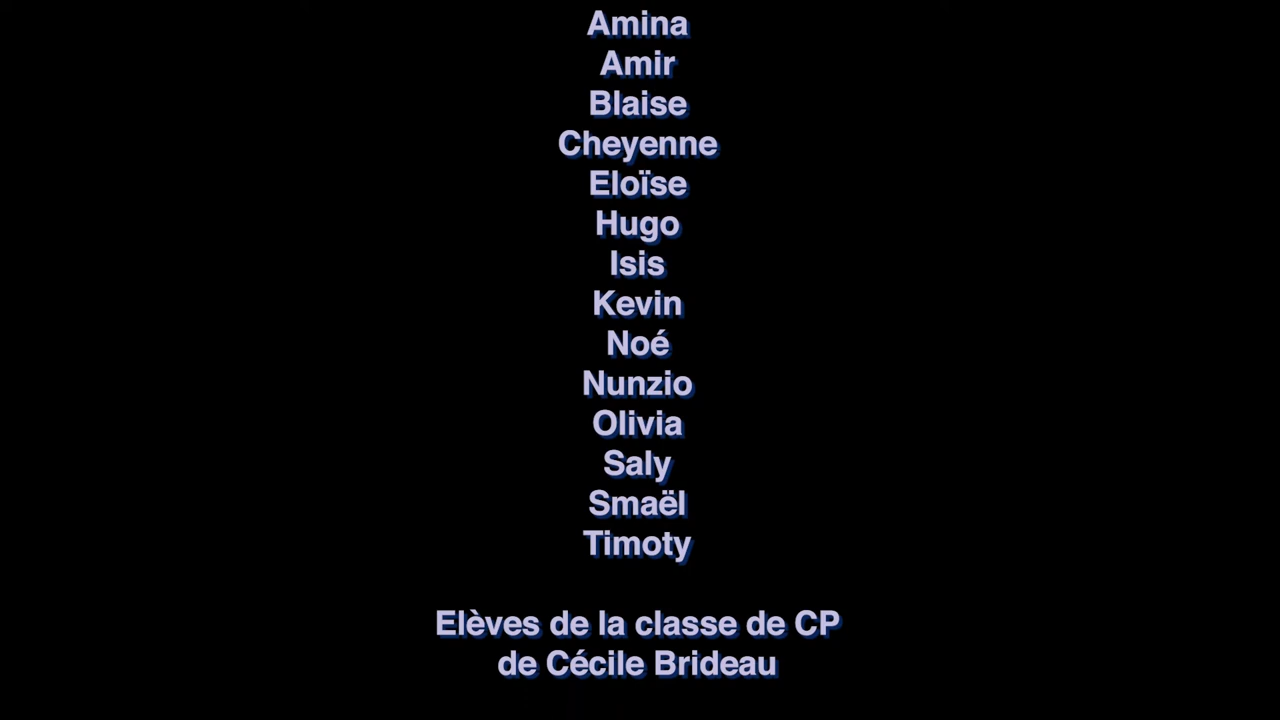 Amina
Amir
Blaise
Cheyenne
Eloïse
Hugo
Isis
Kevin
Noé
Nunzio
Olivia
Saly
Smaël
Timoty
Elèves de la classe de CP
de Cécile Brideau